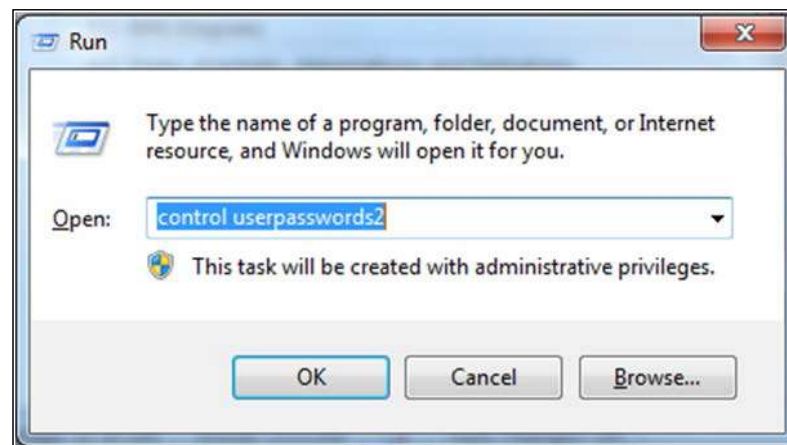 Run
Type the name of a program, folder, document, or Internet
resource, and Windows will open it for you.
Open: control userpasswords2
This task will be created with administrative privileges.
OK Cancel Browse...